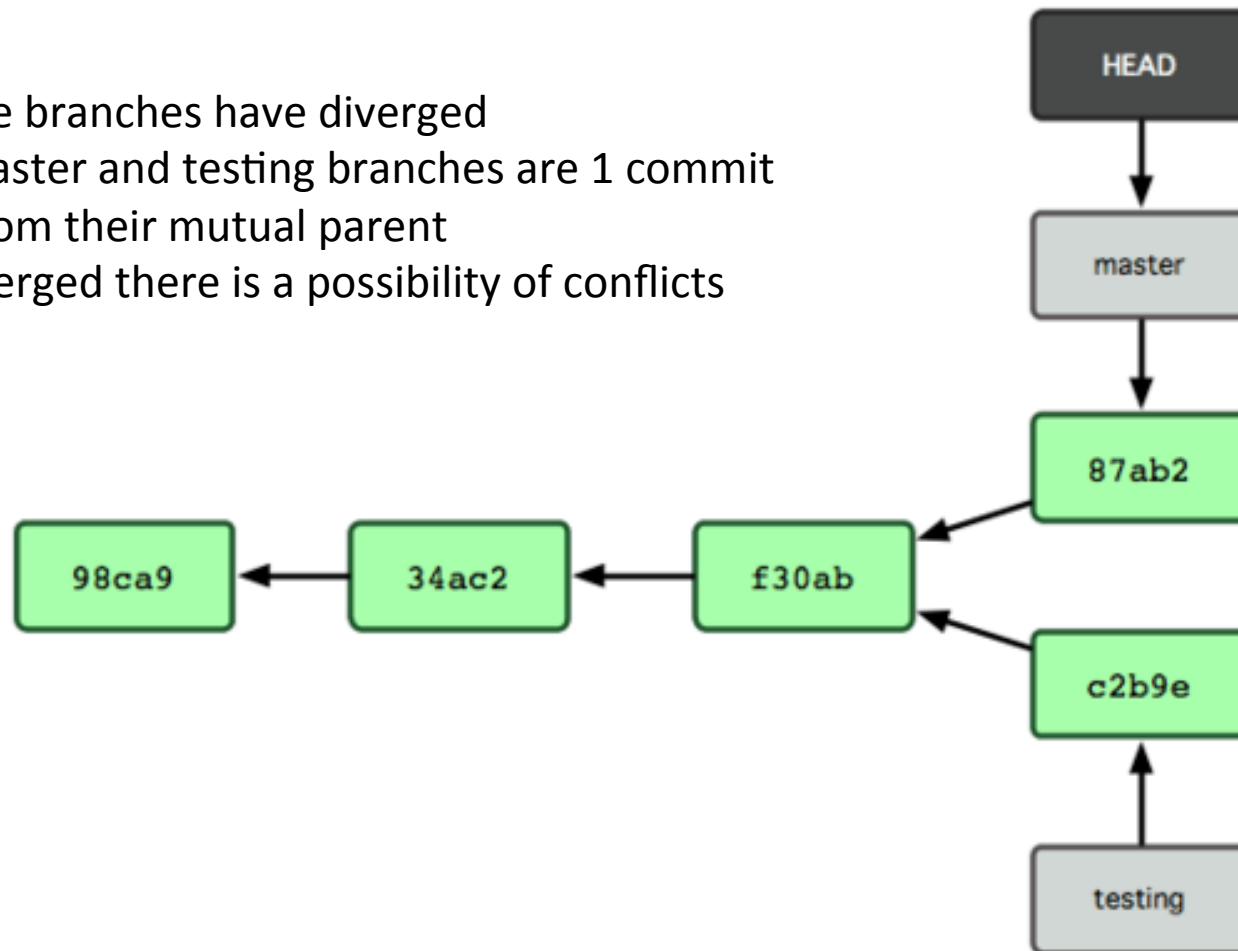 e branches have diverged
aster and testing branches are 1 commit
om their mutual parent
erged there is a possibility of conflicts
HEAD
master
87ab2
98ca9
34ac2
f30ab
c2b9e
testing